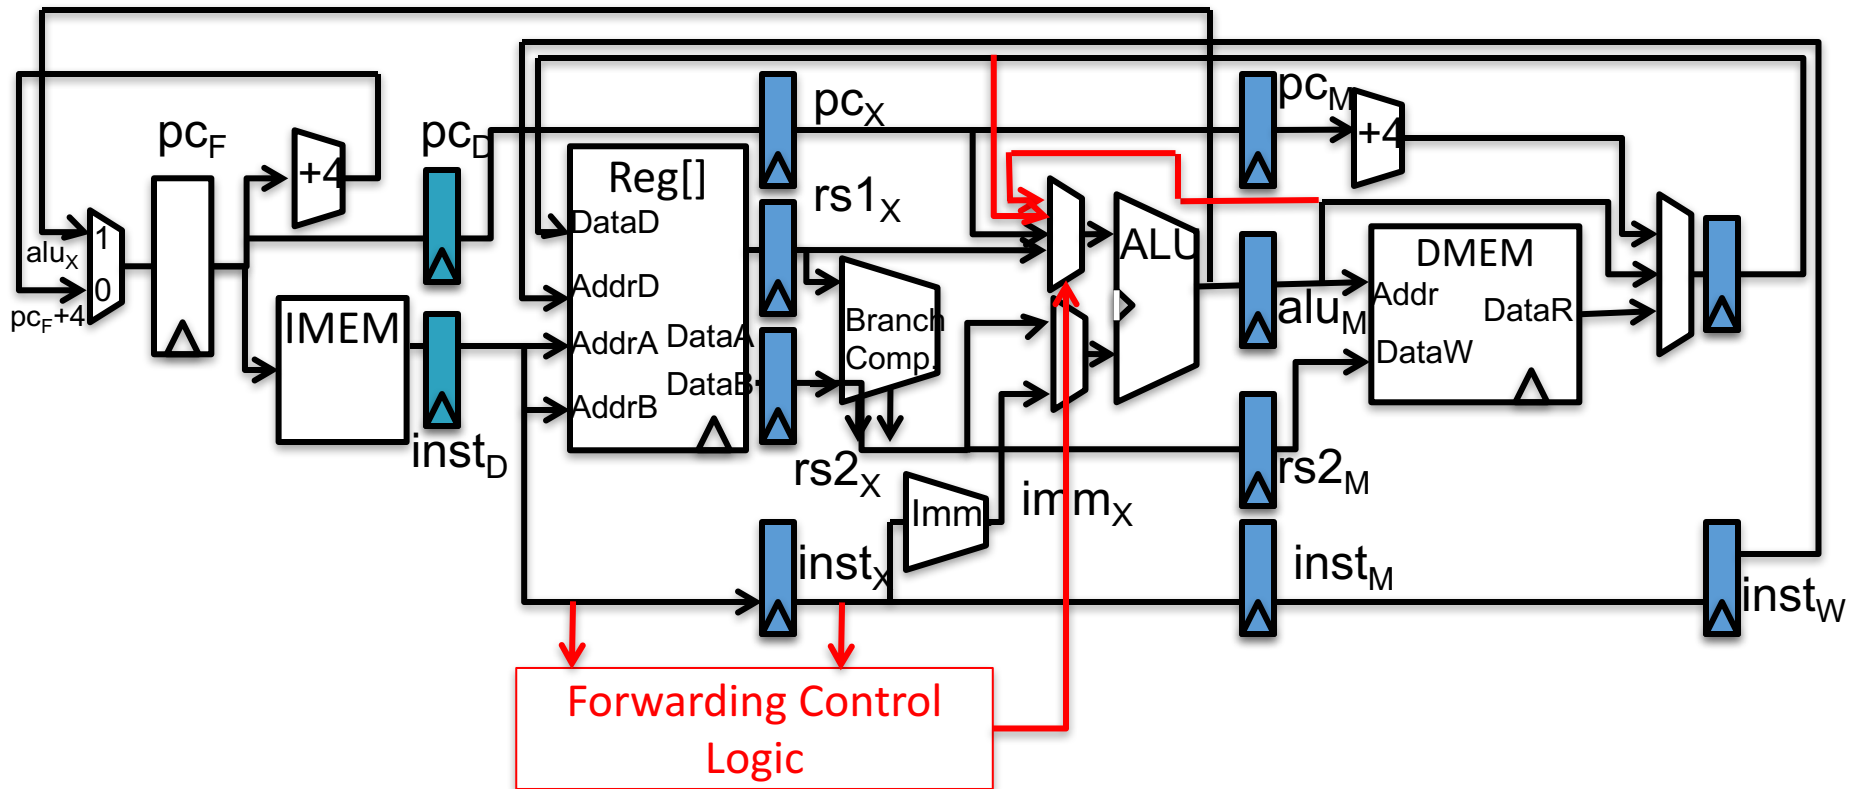 pc_F
+4
pc_D
pc_X
pc_M
+4
Reg[]
rs1_X
DataD
1
alu_X
0
pc_F+4
ALU
DMEM
AddrD
Addr
alu_M
DataR
IMEM
Branch
Comp.
AddrA
DataA
DataW
DataB
AddrB
inst_D
rs2_X
imm_X
rs2_M
Imm
inst_X
inst_M
inst_W
Forwarding Control
Logic